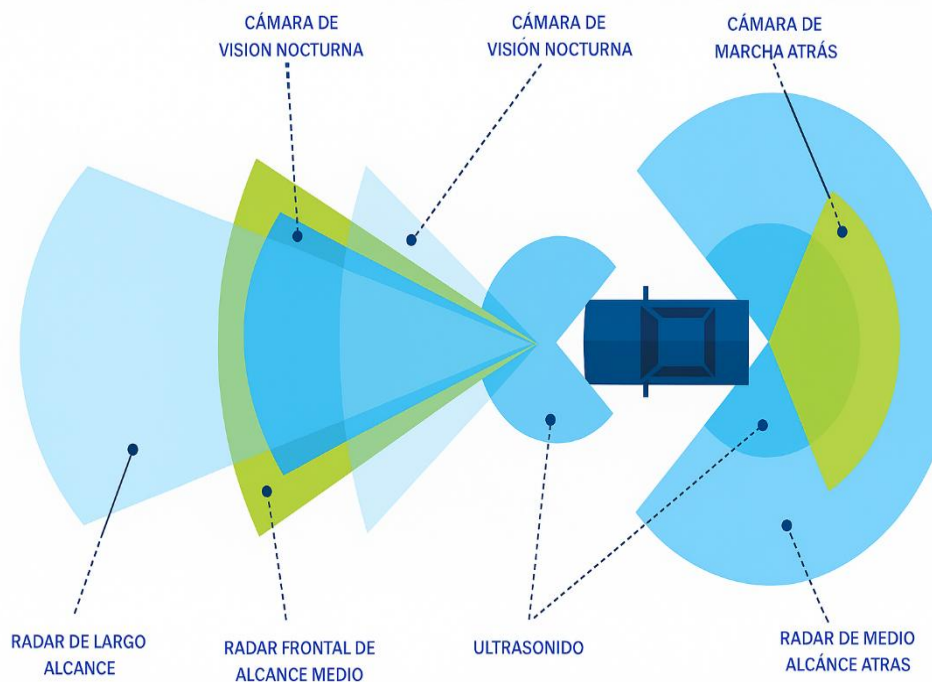 CÁMARA DE
VISION NOCTURNA
CÁMARA DE
VISIÓN NOCTURNA
CÁMARA DE
MARCHA ATRÁS
RADAR DE LARGO
ALCANCE
RADAR FRONTAL DE
ALCANCE MEDIO
ULTRASONIDO
RADAR DE MEDIO
ALCÁNCE ATRAS